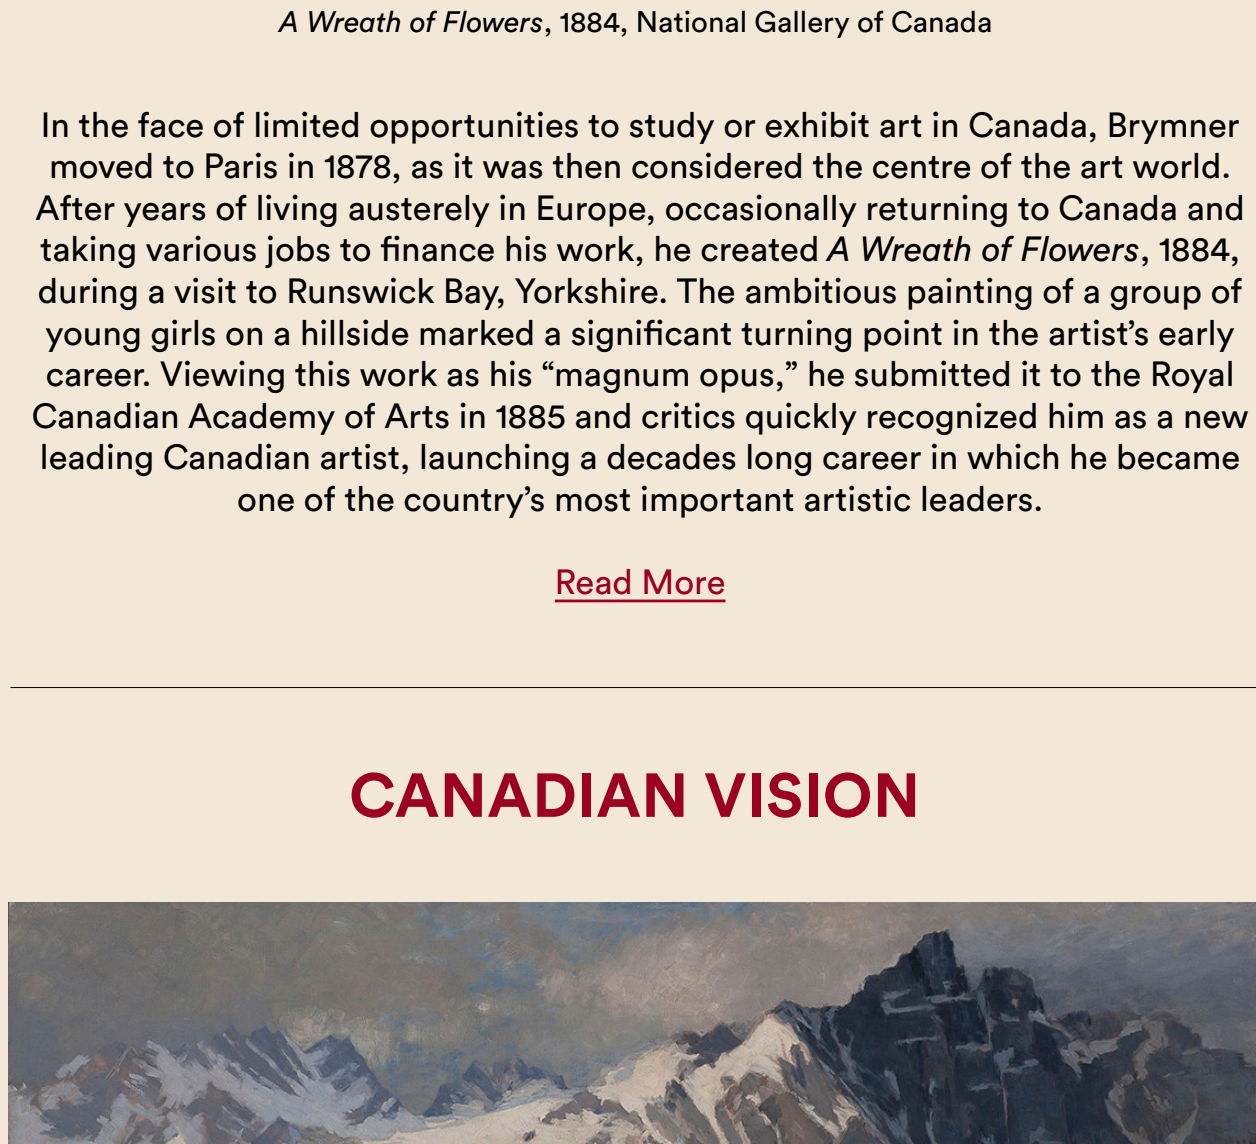 A Wreath of Flowers, 1884, National Gallery of Canada
In the face of limited opportunities to study or exhibit art in Canada, Brymner
moved to Paris in 1878, as it was then considered the centre of the art world.
After years of living austerely in Europe, occasionally returning to Canada and
taking various jobs to finance his work, he created A Wreath of Flowers, 1884,
during a visit to Runswick Bay, Yorkshire. The ambitious painting of a group of
young girls on a hillside marked a significant turning point in the artist’s early
career. Viewing this work as his “magnum opus,” he submitted it to the Royal
Canadian Academy of Arts in 1885 and critics quickly recognized him as a new
leading Canadian artist, launching a decades long career in which he became
one of the country’s most important artistic leaders.
Read More
CANADIAN VISION